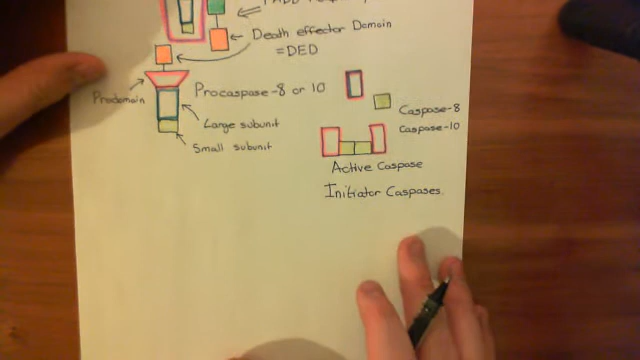 Death effector Domain
=DED
Prodomain
Procaspase-8 or 10
Large subunit
Small subunit
Caspase-8
Caspase-10
Active Caspase
Initiator Caspases.